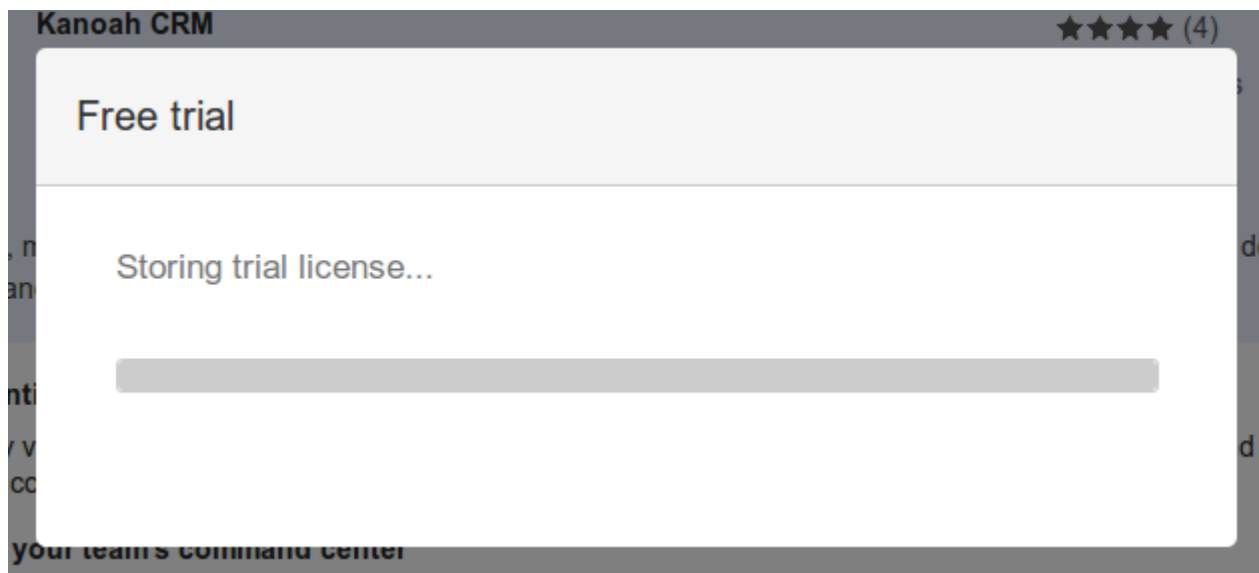 Kanoah CRM (4)
Free trial
Storing trial license...
your team's command center